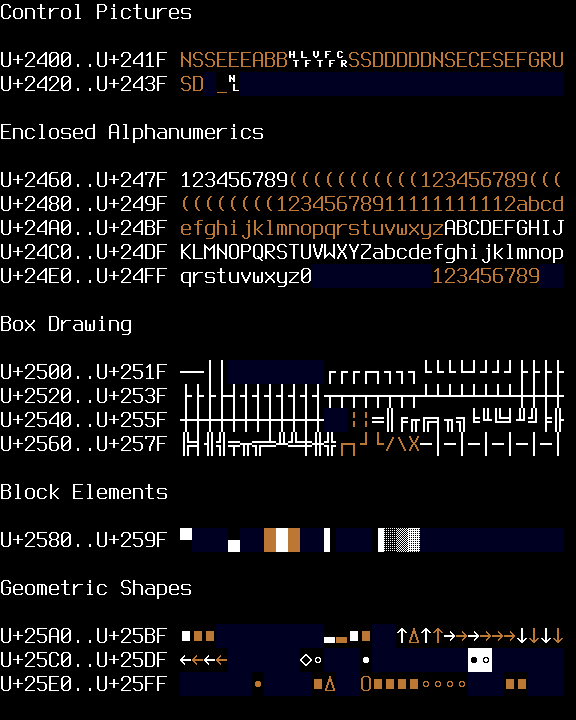 Control Pictures
U+2400..U+241F NSSEEEABBHTLFVTFFCRSSDDDDDNSECESEFGRU
U+2420..U+243F SD _NL
Enclosed Alphanumerics
U+2460..U+247F 123456789(((((((((((123456789(((
U+2480..U+249F ((((((((12345678911111111112abcd
U+24A0..U+24BF efghijklmnopqrstuvwxyzABCDEFGHIJ
U+24C0..U+24DF KLMNOPQRSTUVWXYZabcdefghijklmnop
U+24E0..U+24FF qrstuvwxyz0 123456789
Box Drawing
U+2500..U+251F
U+2520..U+253F
U+2540..U+255F
U+2560..U+257F
Block Elements
U+2580..U+259F
Geometric Shapes
U+25A0..U+25BF
U+25C0..U+25DF
U+25E0..U+25FF